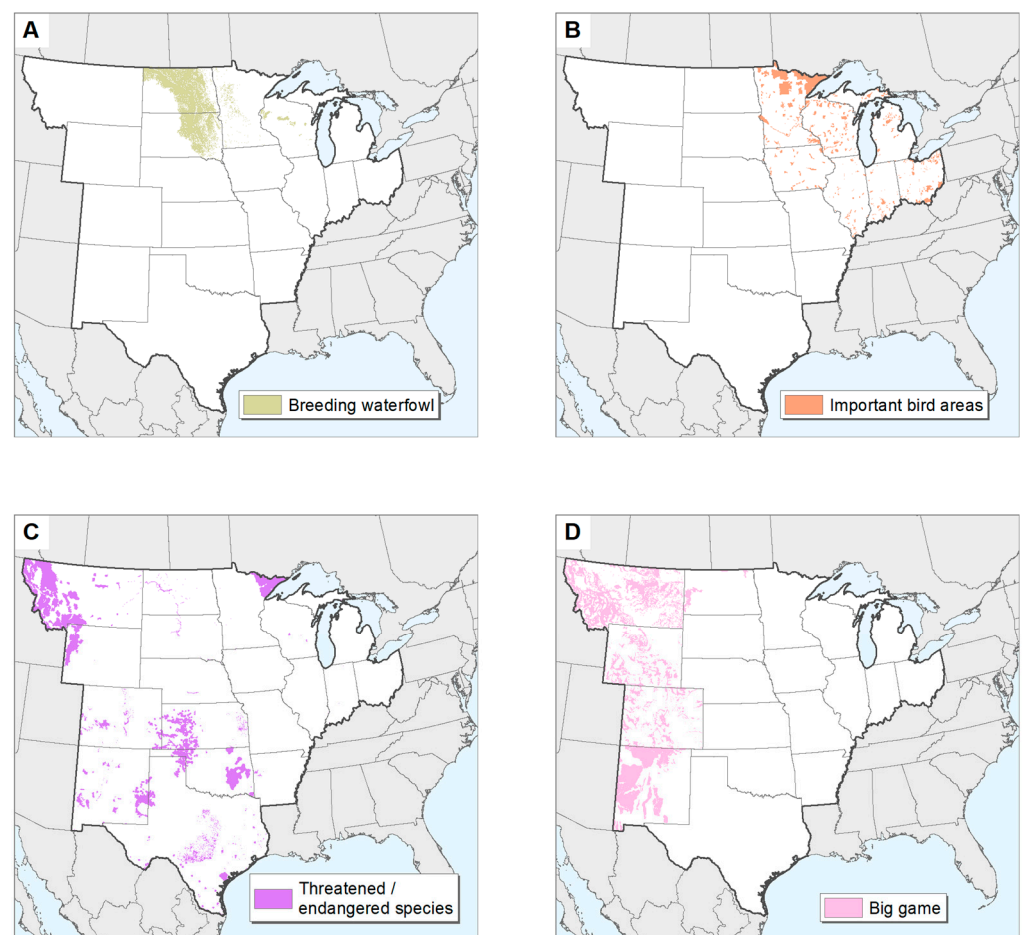 A
Breeding waterfowl
B
Important bird areas
C
Threatened /
endangered species
D
Big game